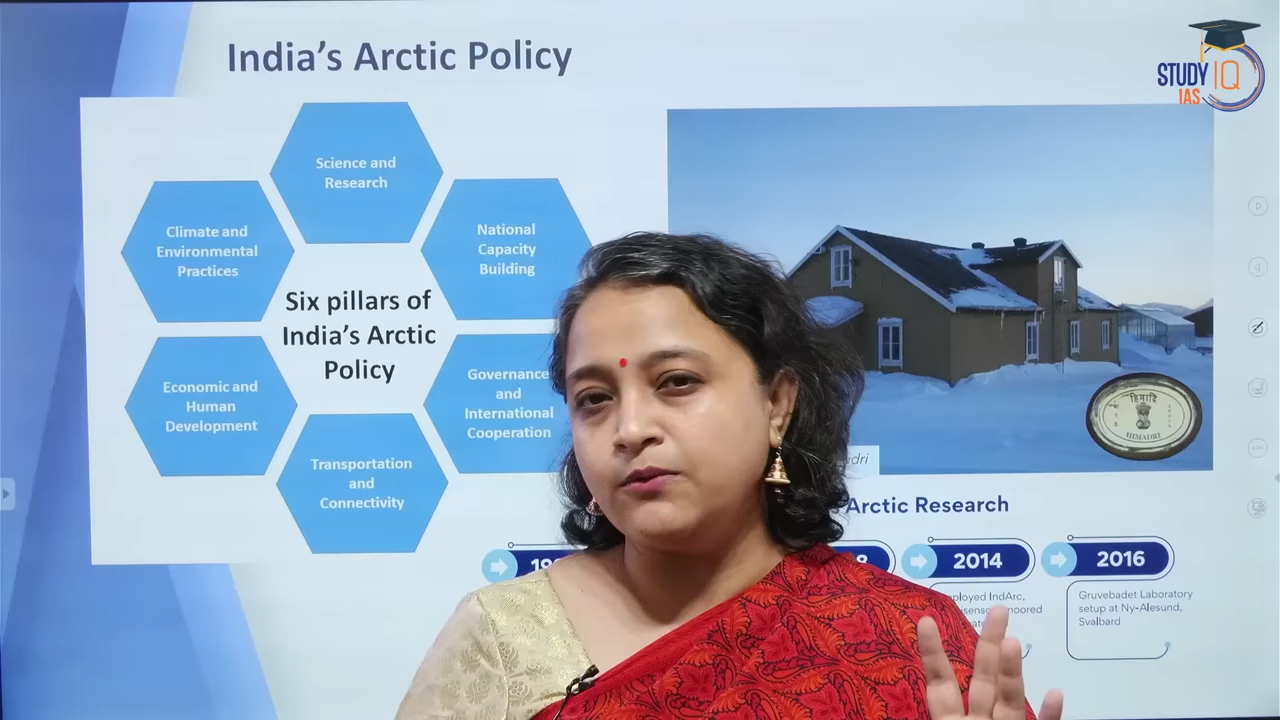 India's Arctic Policy
STUDY IQ
IAS
Science and
Research
Climate and
Environmental
Practices
National
Capacity
Building
Six pillars of
India's Arctic
Policy
Economic and
Human
Development
Governance
and
International
Cooperation
Transportation
and
Connectivity
हिमाद्रि
HIMADRI
Arctic Research
2014
2016
IndArc,
Gruvebadet Laboratory
setup at Ny-Alesund,
Svalbard